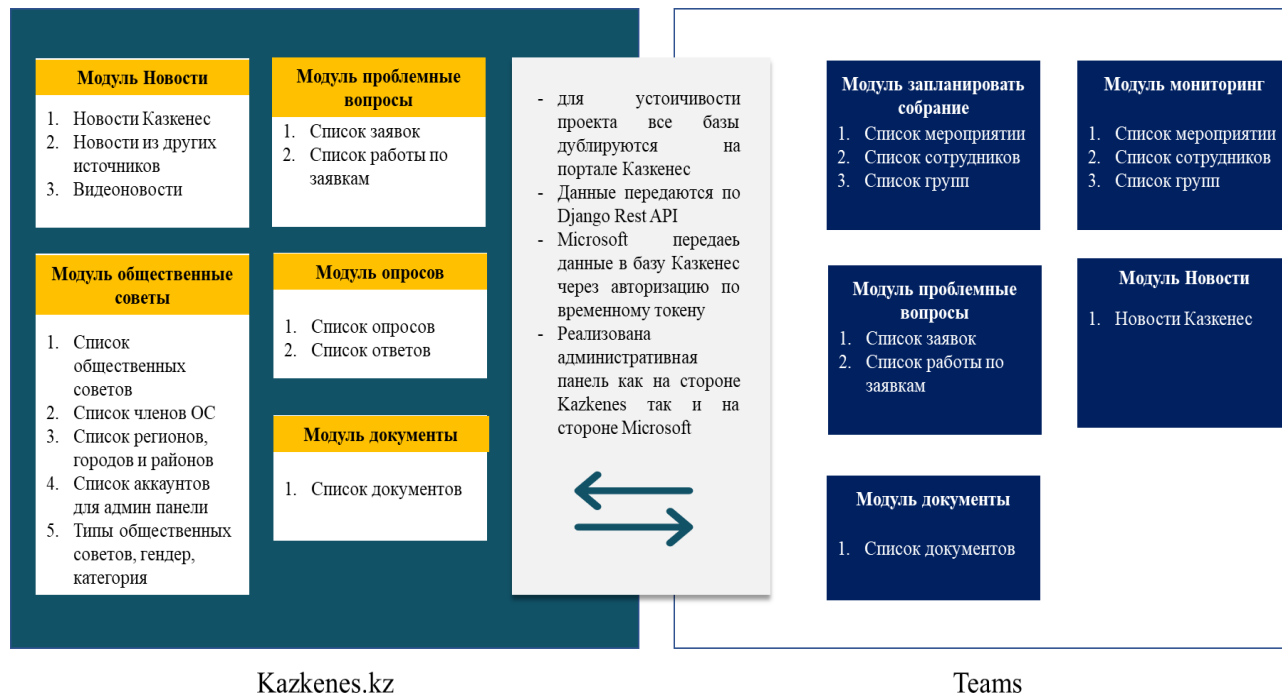 Модуль Новости
1. Новости Казкенес
2. Новости из других
источников
3. Видеоновости
Модуль проблемные
вопросы
1. Список заявок
2. Список работы по
заявкам
Модуль общественные
советы
1. Список
общественных
советов
2. Список членов ОС
3. Список регионов,
городов и районов
4. Список аккаунтов
для админ панели
5. Типы общественных
советов, гендер,
категория
Модуль опросов
1. Список опросов
2. Список ответов
Модуль документы
1. Список документов
- для устоичивости
проекта все базы
дублируются на
портале Казкенес
- Данные передаются по
Django Rest API
- Microsoft передаеь
данные в базу Казкенес
через авторизацию по
временному токену
- Реализована
административная
панель как на стороне
Kazkenes так и на
стороне Microsoft
Модуль запланировать
собрание
1. Список мероприятии
2. Список сотрудников
3. Список групп
Модуль мониторинг
1. Список мероприятии
2. Список сотрудников
3. Список групп
Модуль проблемные
вопросы
1. Список заявок
2. Список работы по
заявкам
Модуль Новости
1. Новости Казкенес
Модуль документы
1. Список документов
Kazkenes.kz
Teams